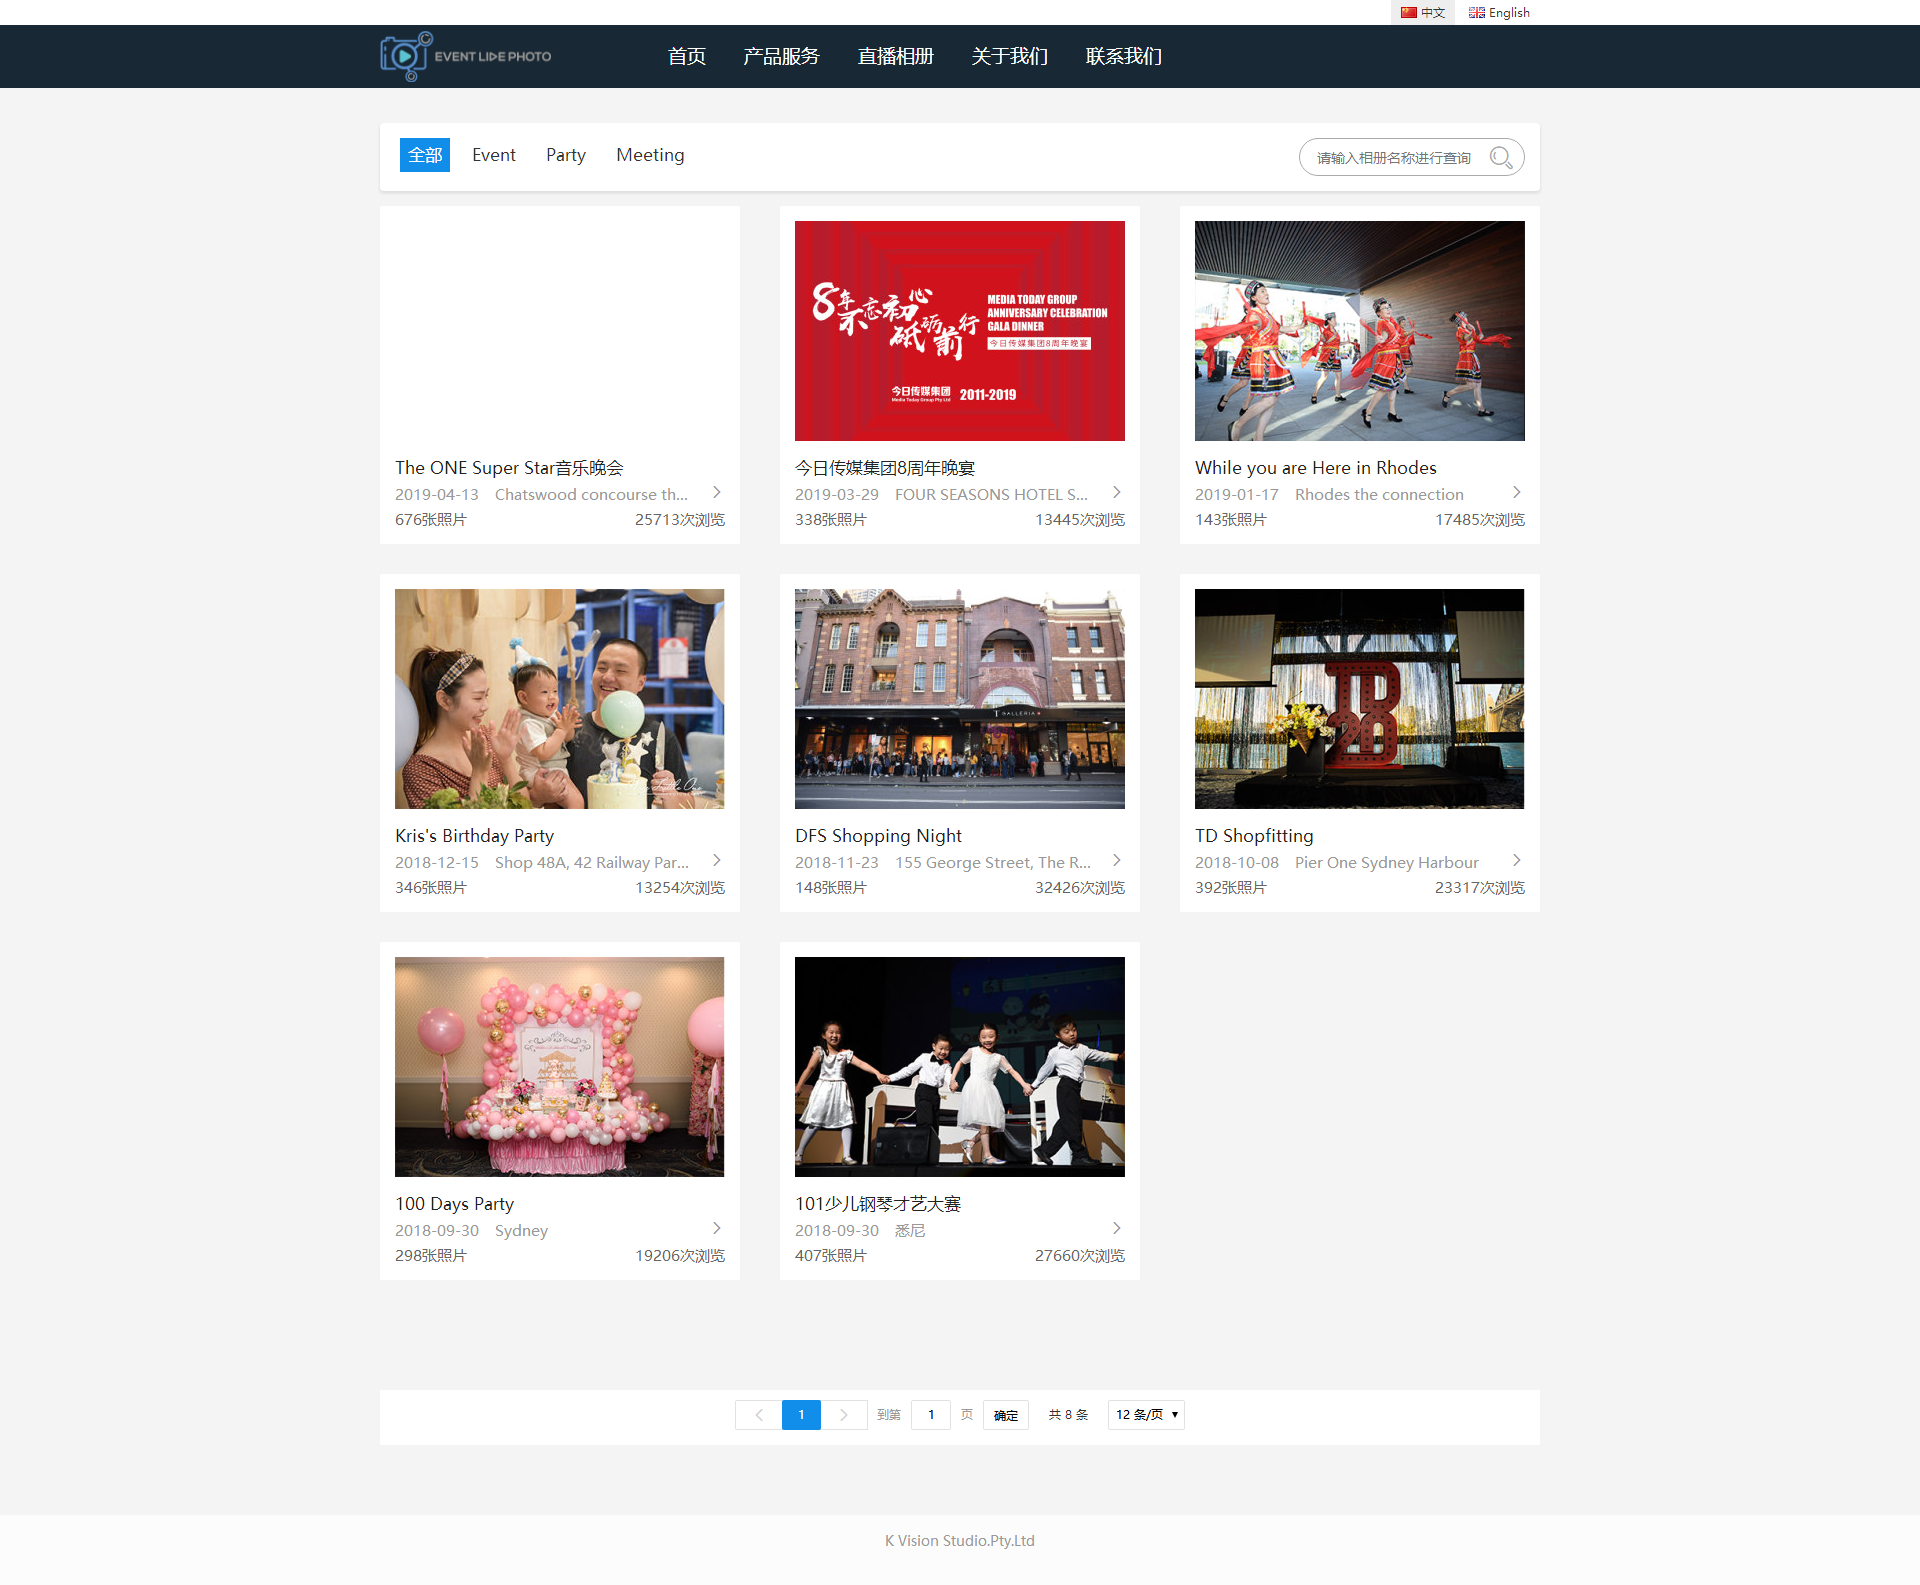 中文 English
EVENT LIVE PHOTO 首页 产品服务 直播相册 关于我们 联系我们
全部 Event Party Meeting 请输入相册名称进行查询
8年不忘初心
砥砺前行
MEDIA TODAY GROUP
ANNIVERSARY CELEBRATION
GALA DINNER
今日传媒集团8周年晚宴
今日传媒集团 2011-2019
Media Today Group Pty Ltd
The ONE Super Star音乐晚会
2019-04-13 Chatswood concourse th...
676张照片 25713次浏览
今日传媒集团8周年晚宴
2019-03-29 FOUR SEASONS HOTEL S...
338张照片 13445次浏览
While you are Here in Rhodes
2019-01-17 Rhodes the connection
143张照片 17485次浏览
T GALLERIA
TD
26
Kris's Birthday Party
2018-12-15 Shop 48A, 42 Railway Par...
346张照片 13254次浏览
DFS Shopping Night
2018-11-23 155 George Street, The R...
148张照片 32426次浏览
TD Shopfitting
2018-10-08 Pier One Sydney Harbour
392张照片 23317次浏览
100 Days Party
2018-09-30 Sydney
298张照片 19206次浏览
101少儿钢琴才艺大赛
2018-09-30 悉尼
407张照片 27660次浏览
1 到第 1 页 确定 共 8 条 12 条/页
K Vision Studio.Pty.Ltd